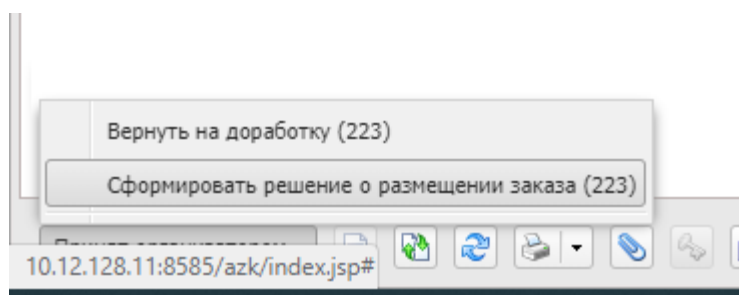 Вернуть на доработку (223)
Сформировать решение о размещении заказа (223)
10.12.128.11:8585/azk/index.jsp#